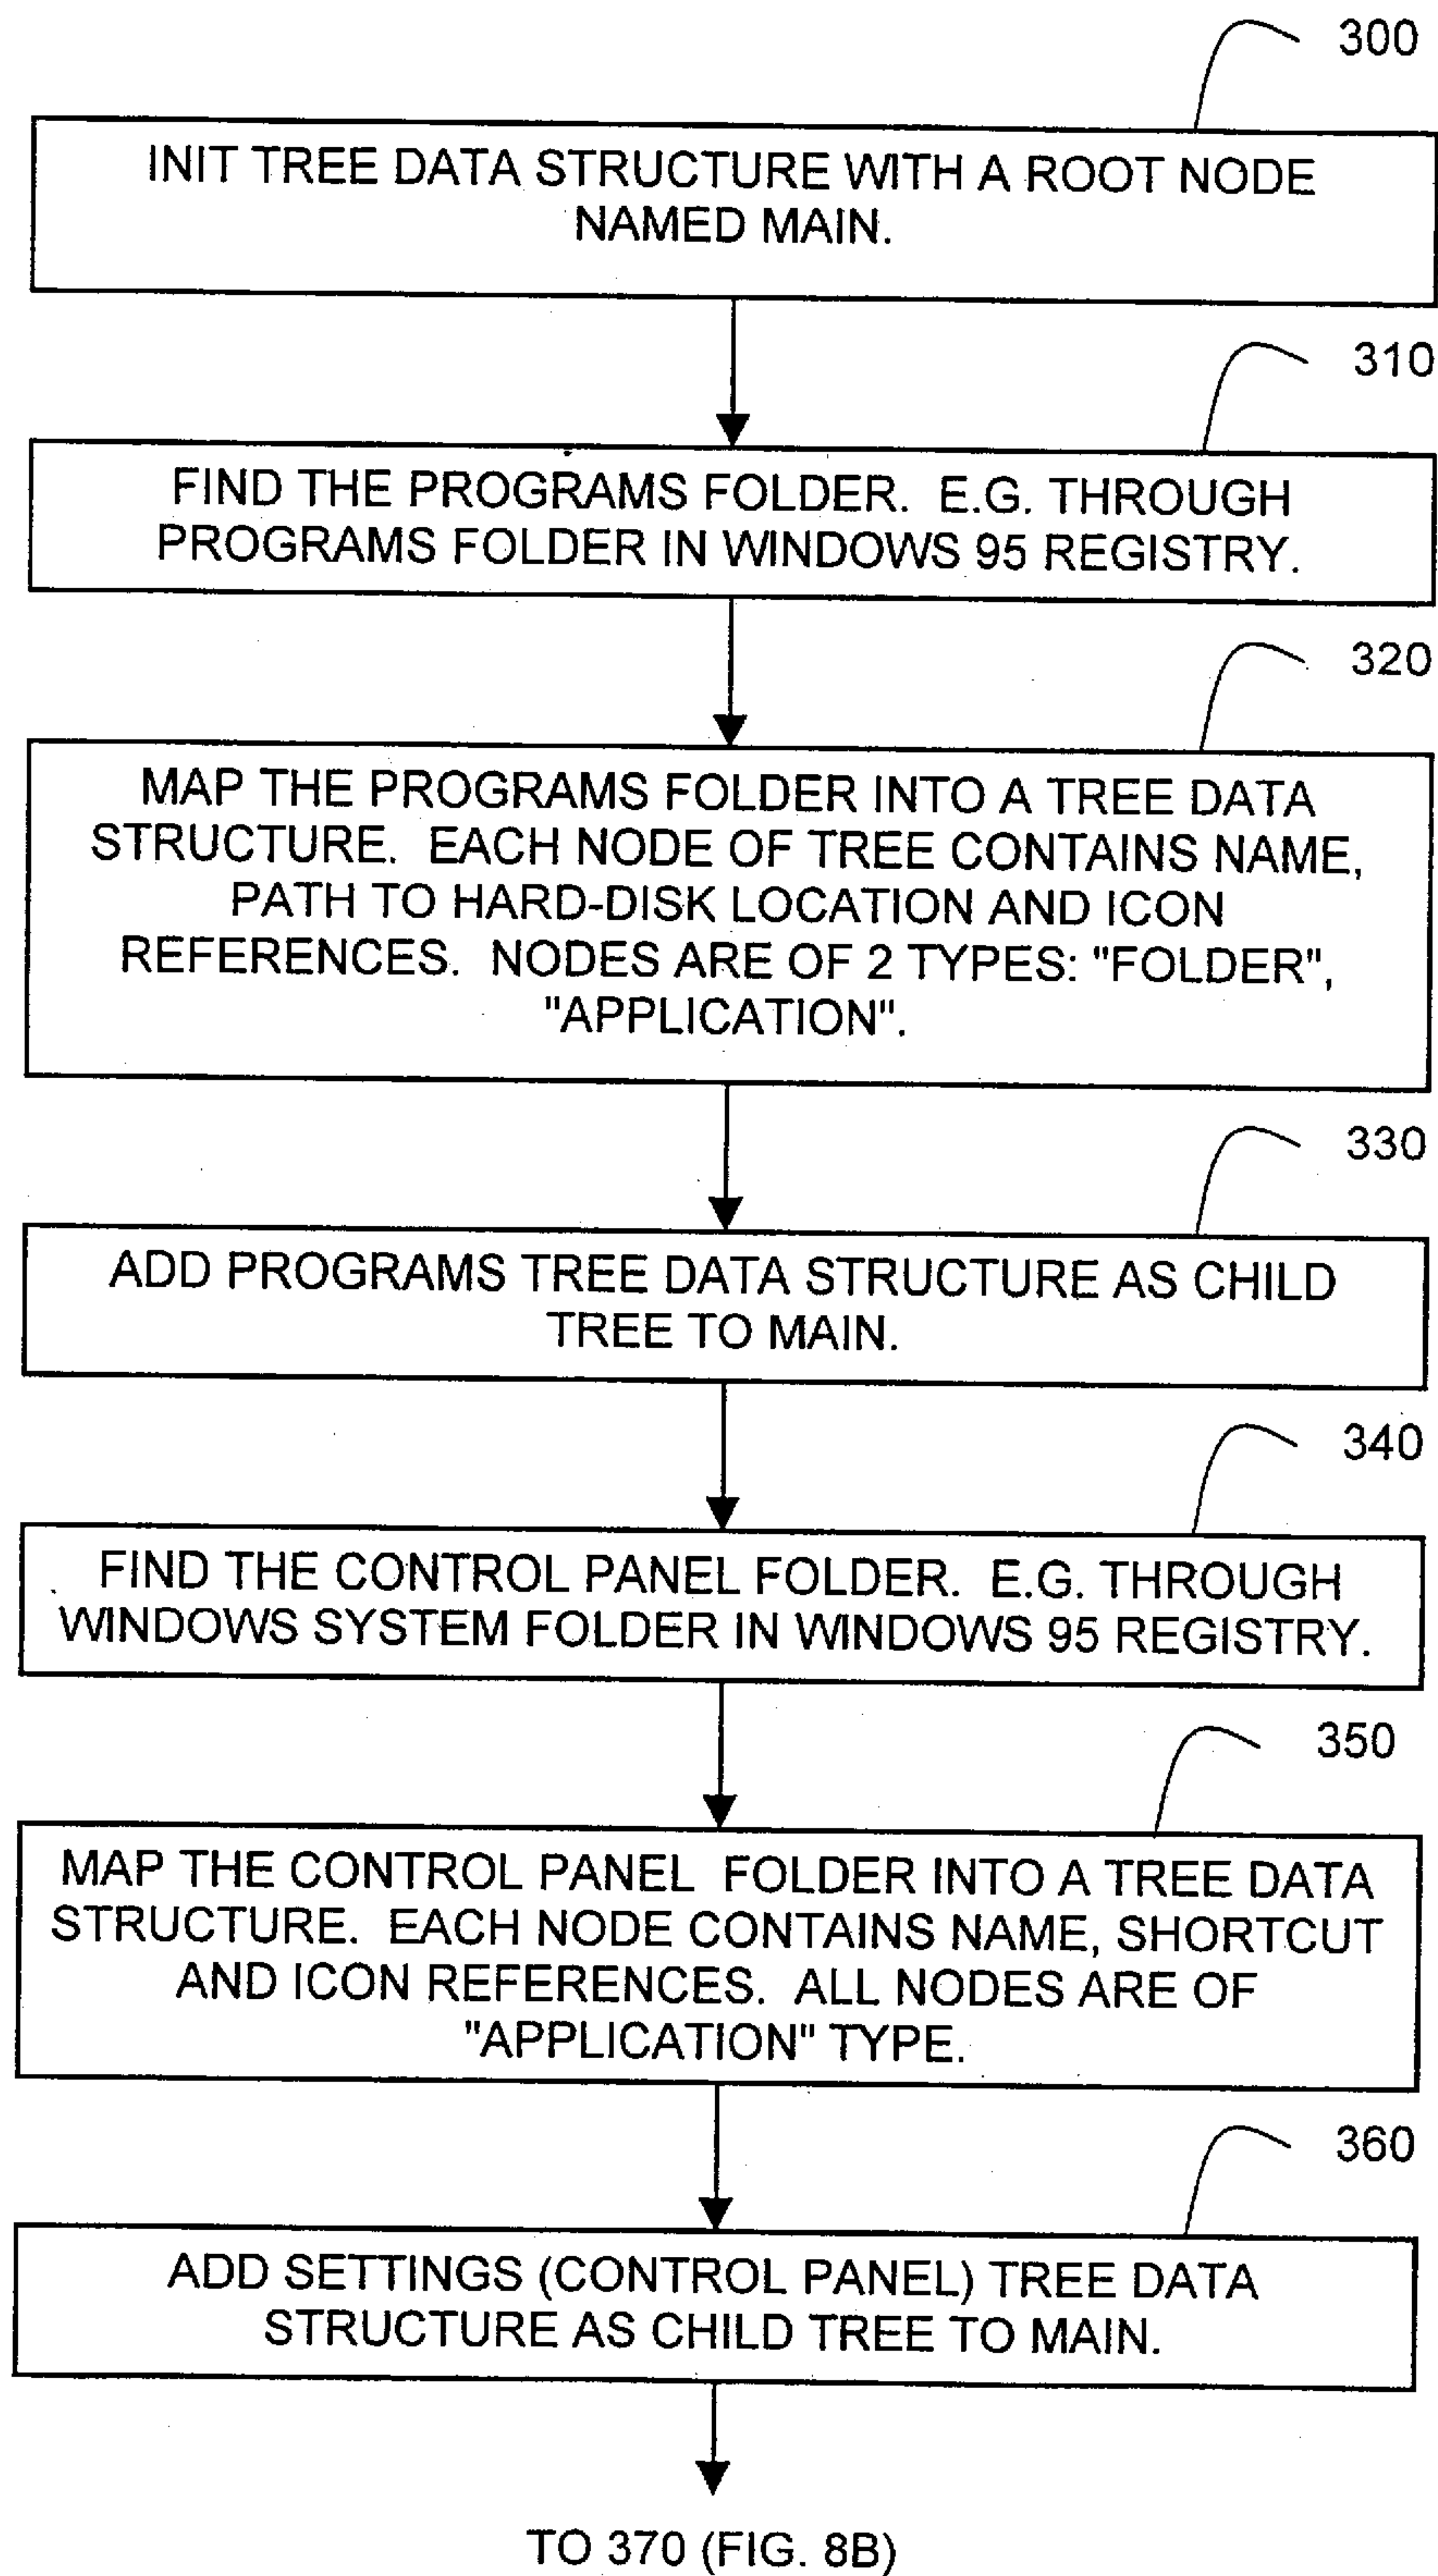 300
INIT TREE DATA STRUCTURE WITH A ROOT NODE
NAMED MAIN.
310
FIND THE PROGRAMS FOLDER. E.G. THROUGH
PROGRAMS FOLDER IN WINDOWS 95 REGISTRY.
320
MAP THE PROGRAMS FOLDER INTO A TREE DATA
STRUCTURE. EACH NODE OF TREE CONTAINS NAME,
PATH TO HARD-DISK LOCATION AND ICON
REFERENCES. NODES ARE OF 2 TYPES: "FOLDER",
"APPLICATION".
330
ADD PROGRAMS TREE DATA STRUCTURE AS CHILD
TREE TO MAIN.
340
FIND THE CONTROL PANEL FOLDER. E.G. THROUGH
WINDOWS SYSTEM FOLDER IN WINDOWS 95 REGISTRY.
350
MAP THE CONTROL PANEL FOLDER INTO A TREE DATA
STRUCTURE. EACH NODE CONTAINS NAME, SHORTCUT
AND ICON REFERENCES. ALL NODES ARE OF
"APPLICATION" TYPE.
360
ADD SETTINGS (CONTROL PANEL) TREE DATA
STRUCTURE AS CHILD TREE TO MAIN.
TO 370 (FIG. 8B)